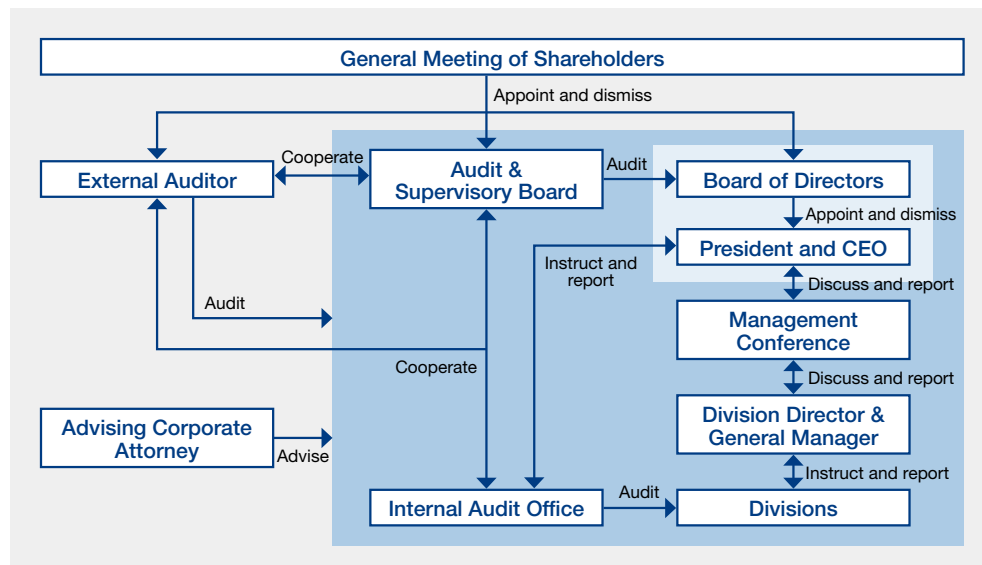 General Meeting of Shareholders
Appoint and dismiss
External Auditor
Cooperate
Audit &
Supervisory Board
Audit
Board of Directors
Appoint and dismiss
President and CEO
Instruct and
report
Discuss and report
Audit
Management
Conference
Cooperate
Discuss and report
Advising Corporate
Attorney
Advise
Division Director &
General Manager
Instruct and report
Internal Audit Office
Audit
Divisions